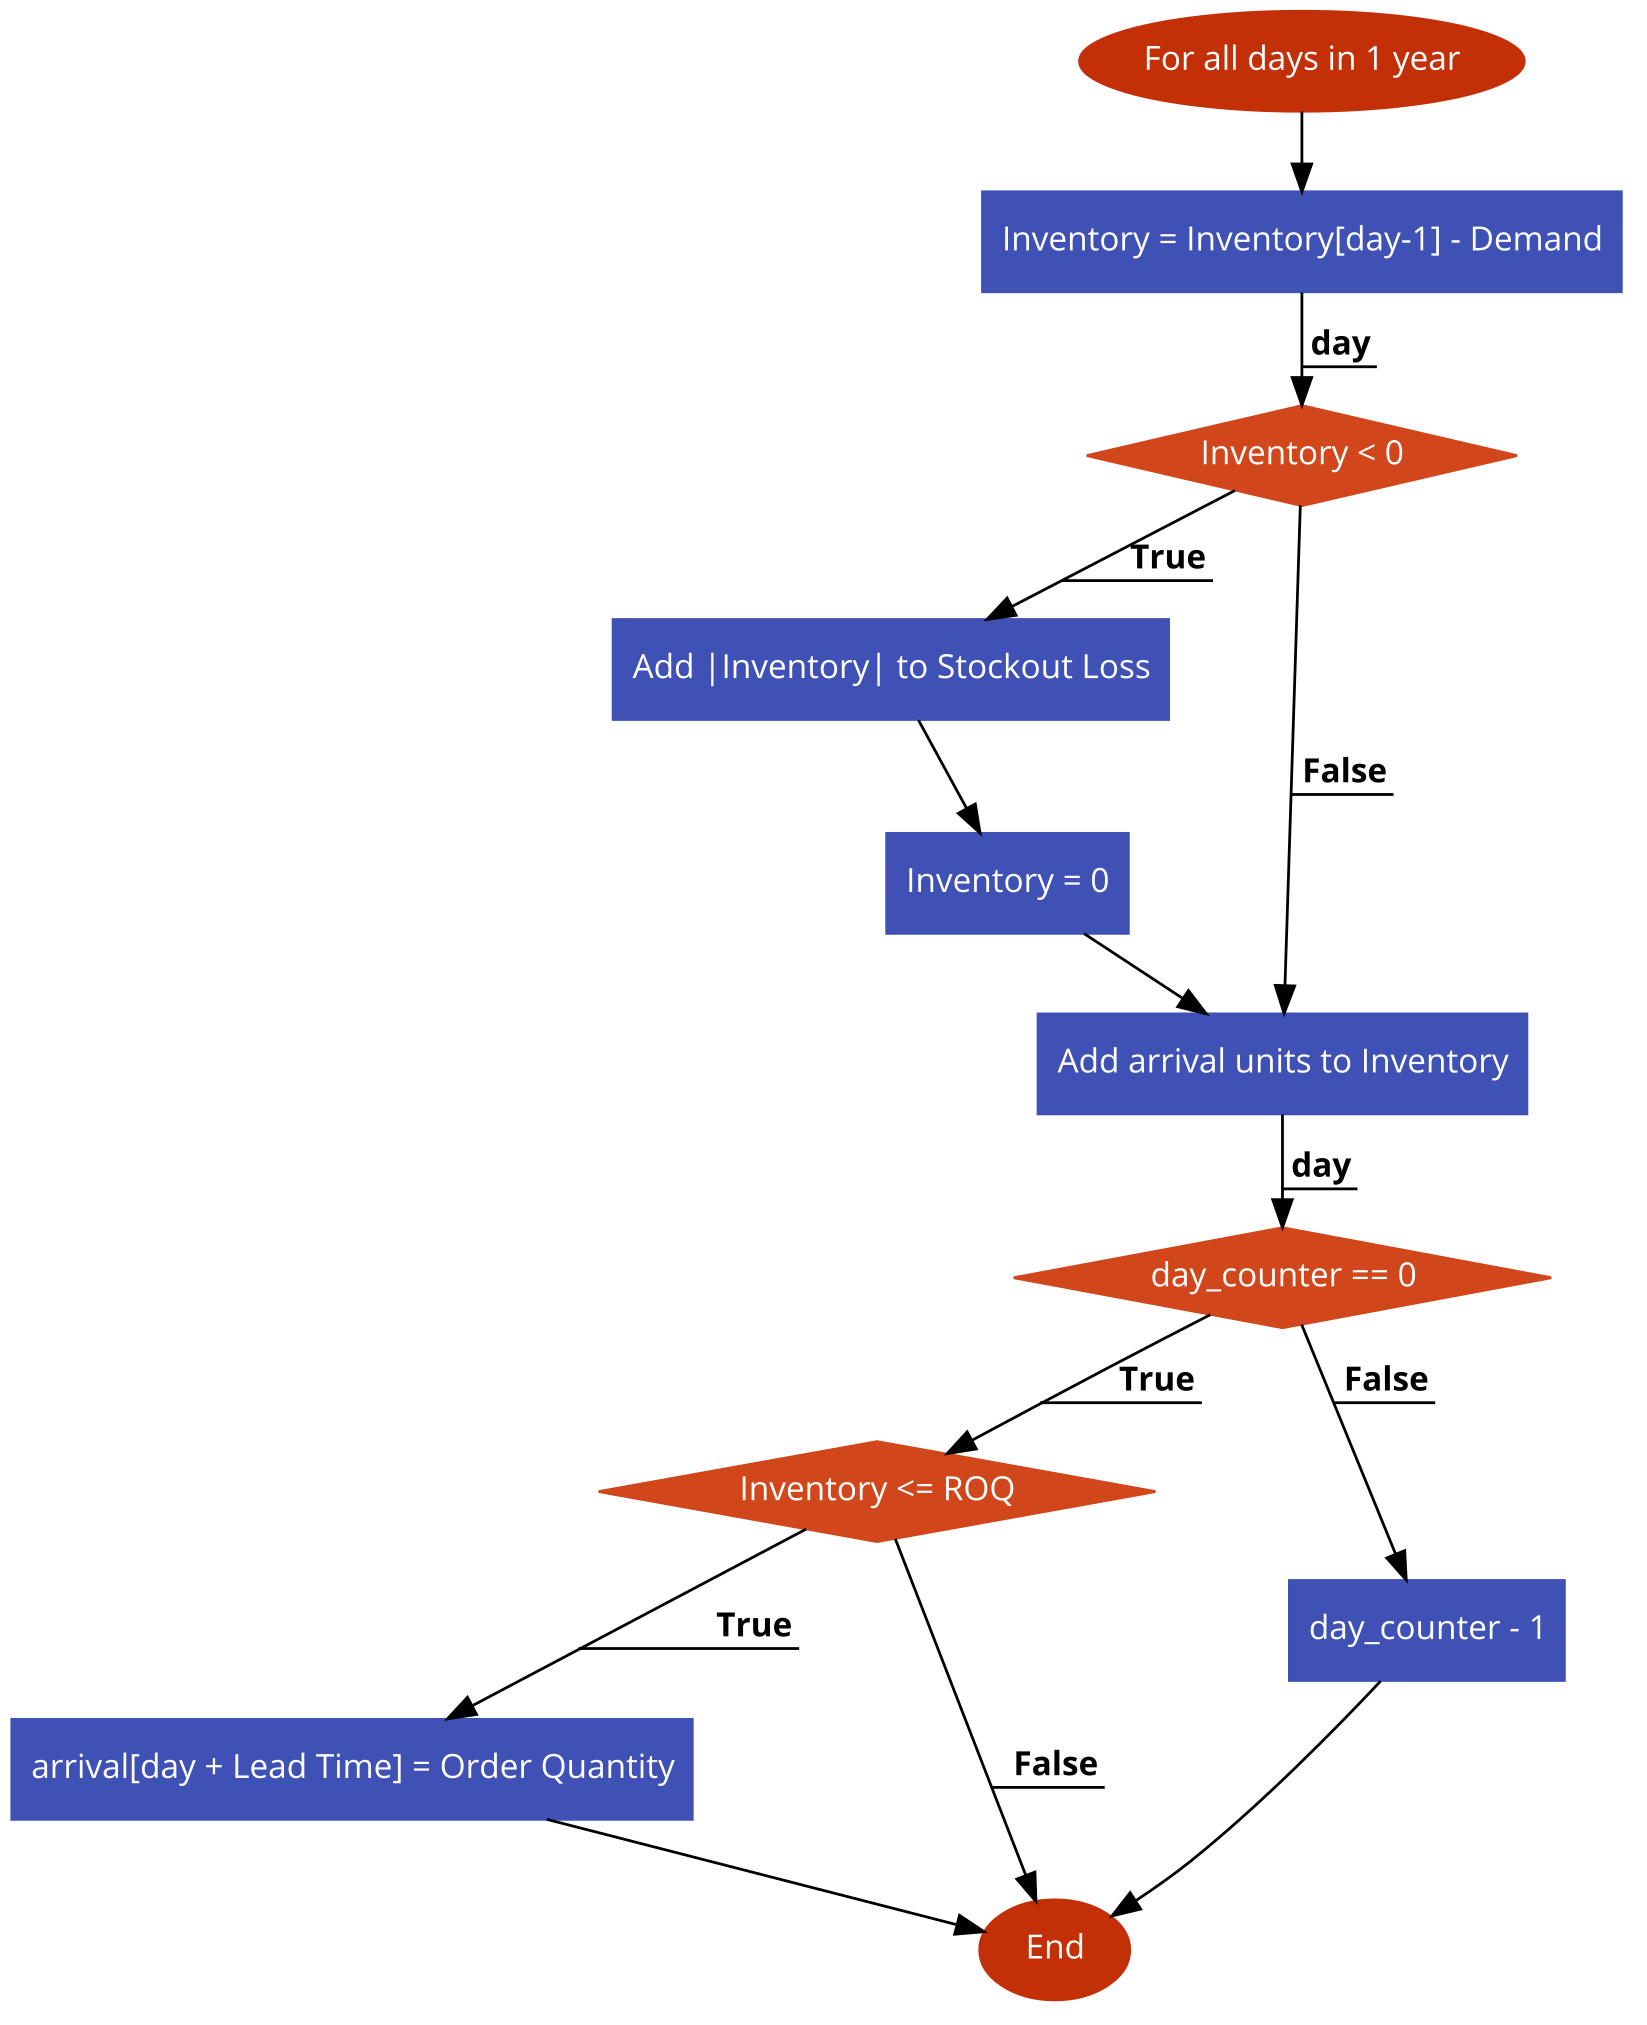 For all days in 1 year
Inventory = Inventory[day-1] - Demand
day
Inventory < 0
True
Add |Inventory| to Stockout Loss
False
Inventory = 0
Add arrival units to Inventory
day
day_counter == 0
True
False
Inventory <= ROQ
True
day_counter - 1
arrival[day + Lead Time] = Order Quantity
False
End